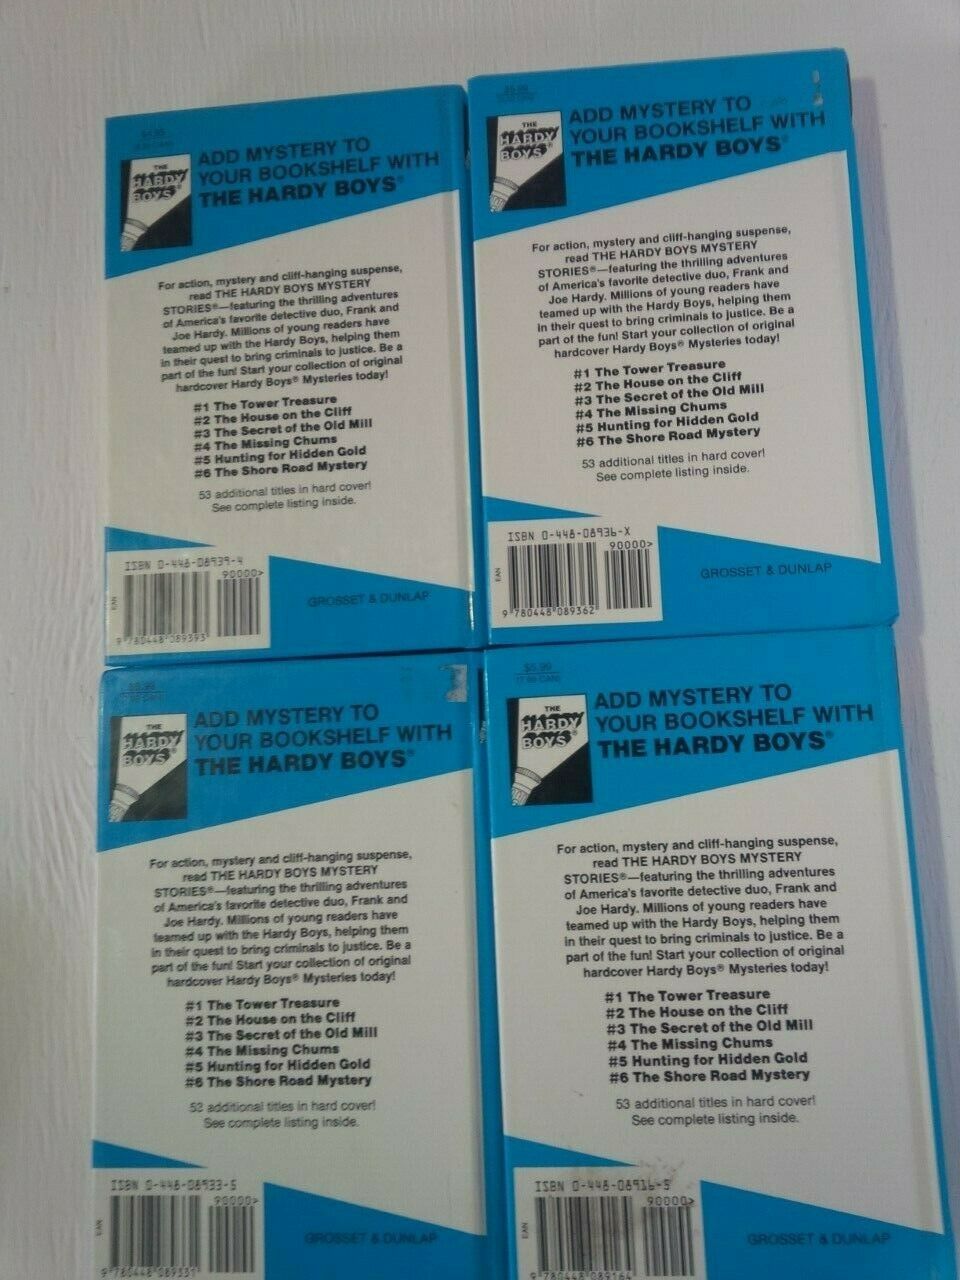 $4.95
THE
HARDY
BOYS®
ADD MYSTERY TO
YOUR BOOKSHELF WITH
THE HARDY BOYS®
For action, mystery and cliff-hanging suspense,
read THE HARDY BOYS MYSTERY
STORIES®—featuring the thrilling adventures
of America's favorite detective duo, Frank and
Joe Hardy. Millions of young readers have
teamed up with the Hardy Boys, helping them
in their quest to bring criminals to justice. Be a
part of the fun! Start your collection of original
hardcover Hardy Boys® Mysteries today!
#1 The Tower Treasure
#2 The House on the Cliff
#3 The Secret of the Old Mill
#4 The Missing Chums
#5 Hunting for Hidden Gold
#6 The Shore Road Mystery
53 additional titles in hard cover!
See complete listing inside.
ISBN 0-448-08939-4
90000>
EAN
9 780448 089393
GROSSET & DUNLAP
$5.99
THE
HARDY
BOYS®
ADD MYSTERY TO
YOUR BOOKSHELF WITH
THE HARDY BOYS®
For action, mystery and cliff-hanging suspense,
read THE HARDY BOYS MYSTERY
STORIES®—featuring the thrilling adventures
of America's favorite detective duo, Frank and
Joe Hardy. Millions of young readers have
teamed up with the Hardy Boys, helping them
in their quest to bring criminals to justice. Be a
part of the fun! Start your collection of original
hardcover Hardy Boys® Mysteries today!
#1 The Tower Treasure
#2 The House on the Cliff
#3 The Secret of the Old Mill
#4 The Missing Chums
#5 Hunting for Hidden Gold
#6 The Shore Road Mystery
53 additional titles in hard cover!
See complete listing inside.
ISBN 0-448-08936-X
90000>
EAN
9 780448 089362
GROSSET & DUNLAP
$5.99
(7.99 CAN)
THE
HARDY
BOYS®
ADD MYSTERY TO
YOUR BOOKSHELF WITH
THE HARDY BOYS®
For action, mystery and cliff-hanging suspense,
read THE HARDY BOYS MYSTERY
STORIES®—featuring the thrilling adventures
of America's favorite detective duo, Frank and
Joe Hardy. Millions of young readers have
teamed up with the Hardy Boys, helping them
in their quest to bring criminals to justice. Be a
part of the fun! Start your collection of original
hardcover Hardy Boys® Mysteries today!
#1 The Tower Treasure
#2 The House on the Cliff
#3 The Secret of the Old Mill
#4 The Missing Chums
#5 Hunting for Hidden Gold
#6 The Shore Road Mystery
53 additional titles in hard cover!
See complete listing inside.
ISBN 0-448-08933-5
90000>
EAN
9 780448 089331
GROSSET & DUNLAP
$5.99
(7.99 CAN)
THE
HARDY
BOYS®
ADD MYSTERY TO
YOUR BOOKSHELF WITH
THE HARDY BOYS®
For action, mystery and cliff-hanging suspense,
read THE HARDY BOYS MYSTERY
STORIES®—featuring the thrilling adventures
of America's favorite detective duo, Frank and
Joe Hardy. Millions of young readers have
teamed up with the Hardy Boys, helping them
in their quest to bring criminals to justice. Be a
part of the fun! Start your collection of original
hardcover Hardy Boys® Mysteries today!
#1 The Tower Treasure
#2 The House on the Cliff
#3 The Secret of the Old Mill
#4 The Missing Chums
#5 Hunting for Hidden Gold
#6 The Shore Road Mystery
53 additional titles in hard cover!
See complete listing inside.
ISBN 0-448-08916-5
90000>
EAN
9 780448 089164
GROSSET & DUNLAP